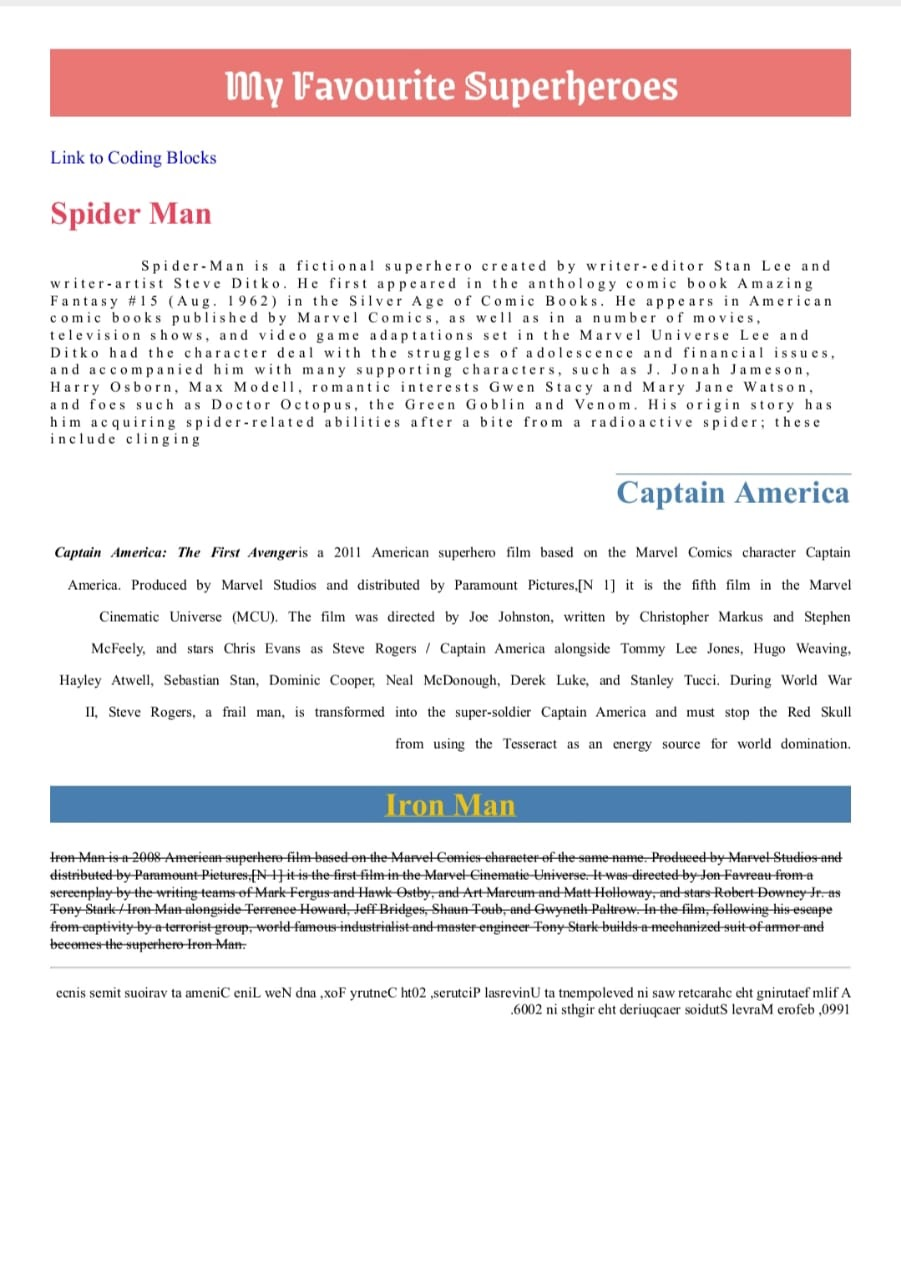 My Favourite Superheroes
Link to Coding Blocks
Spider Man
Spider-Man is a fictional superhero created by writer-editor Stan Lee and
writer-artist Steve Ditko. He first appeared in the anthology comic book Amazing
Fantasy #15 (Aug. 1962) in the Silver Age of Comic Books. He appears in American
comic books published by Marvel Comics, as well as in a number of movies,
television shows, and video game adaptations set in the Marvel Universe Lee and
Ditko had the character deal with the struggles of adolescence and financial issues,
and accompanied him with many supporting characters, such as J. Jonah Jameson,
Harry Osborn, Max Modell, romantic interests Gwen Stacy and Mary Jane Watson,
and foes such as Doctor Octopus, the Green Goblin and Venom. His origin story has
him acquiring spider-related abilities after a bite from a radioactive spider; these
include clinging
Captain America
Captain America: The First Avengeris a 2011 American superhero film based on the Marvel Comics character Captain
America. Produced by Marvel Studios and distributed by Paramount Pictures,[N 1] it is the fifth film in the Marvel
Cinematic Universe (MCU). The film was directed by Joe Johnston, written by Christopher Markus and Stephen
McFeely, and stars Chris Evans as Steve Rogers / Captain America alongside Tommy Lee Jones, Hugo Weaving,
Hayley Atwell, Sebastian Stan, Dominic Cooper, Neal McDonough, Derek Luke, and Stanley Tucci. During World War
II, Steve Rogers, a frail man, is transformed into the super-soldier Captain America and must stop the Red Skull
from using the Tesseract as an energy source for world domination.
Iron Man
Iron Man is a 2008 American superhero film based on the Marvel Comics character of the same name. Produced by Marvel Studios and
distributed by Paramount Pictures,[N 1] it is the first film in the Marvel Cinematic Universe. It was directed by Jon Favreau from a
screenplay by the writing teams of Mark Fergus and Hawk Ostby, and Art Marcum and Matt Holloway, and stars Robert Downey Jr. as
Tony Stark / Iron Man alongside Terrence Howard, Jeff Bridges, Shaun Toub, and Gwyneth Paltrow. In the film, following his escape
from captivity by a terrorist group, world famous industrialist and master engineer Tony Stark builds a mechanized suit of armor and
becomes the superhero Iron Man.
ecnis semit suoirav ta ameniC eniL weN dna ,xoF yrutneC ht02 ,serutciP lasrevinU ta tnempoleved ni saw retcarahc eht gnirutaef mlif A
.6002 ni sthgir eht deriuqcaer soidutS levraM erofeb ,0991